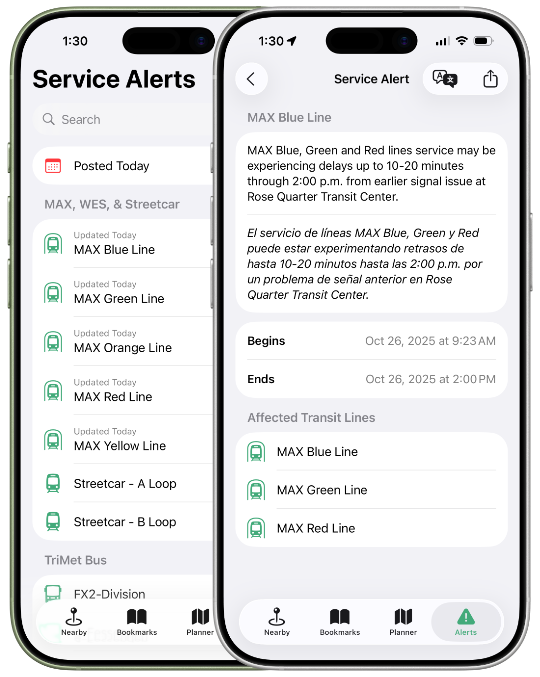 1:30
Service Alerts
Search
Posted Today
MAX, WES, & Streetcar
Updated Today
MAX Blue Line
Updated Today
MAX Green Line
Updated Today
MAX Orange Line
Updated Today
MAX Red Line
Updated Today
MAX Yellow Line
Streetcar - A Loop
Streetcar - B Loop
TriMet Bus
FX2-Division
Nearby
Bookmarks
Planner
1:30
Service Alert
MAX Blue Line
MAX Blue, Green and Red lines service may be
experiencing delays up to 10-20 minutes
through 2:00 p.m. from earlier signal issue at
Rose Quarter Transit Center.
El servicio de líneas MAX Blue, Green y Red
puede estar experimentando retrasos de
hasta 10-20 minutos hasta las 2:00 p.m. por
un problema de señal anterior en Rose
Quarter Transit Center.
Begins Oct 26, 2025 at 9:23 AM
Ends Oct 26, 2025 at 2:00 PM
Affected Transit Lines
MAX Blue Line
MAX Green Line
MAX Red Line
Nearby
Bookmarks
Planner
Alerts